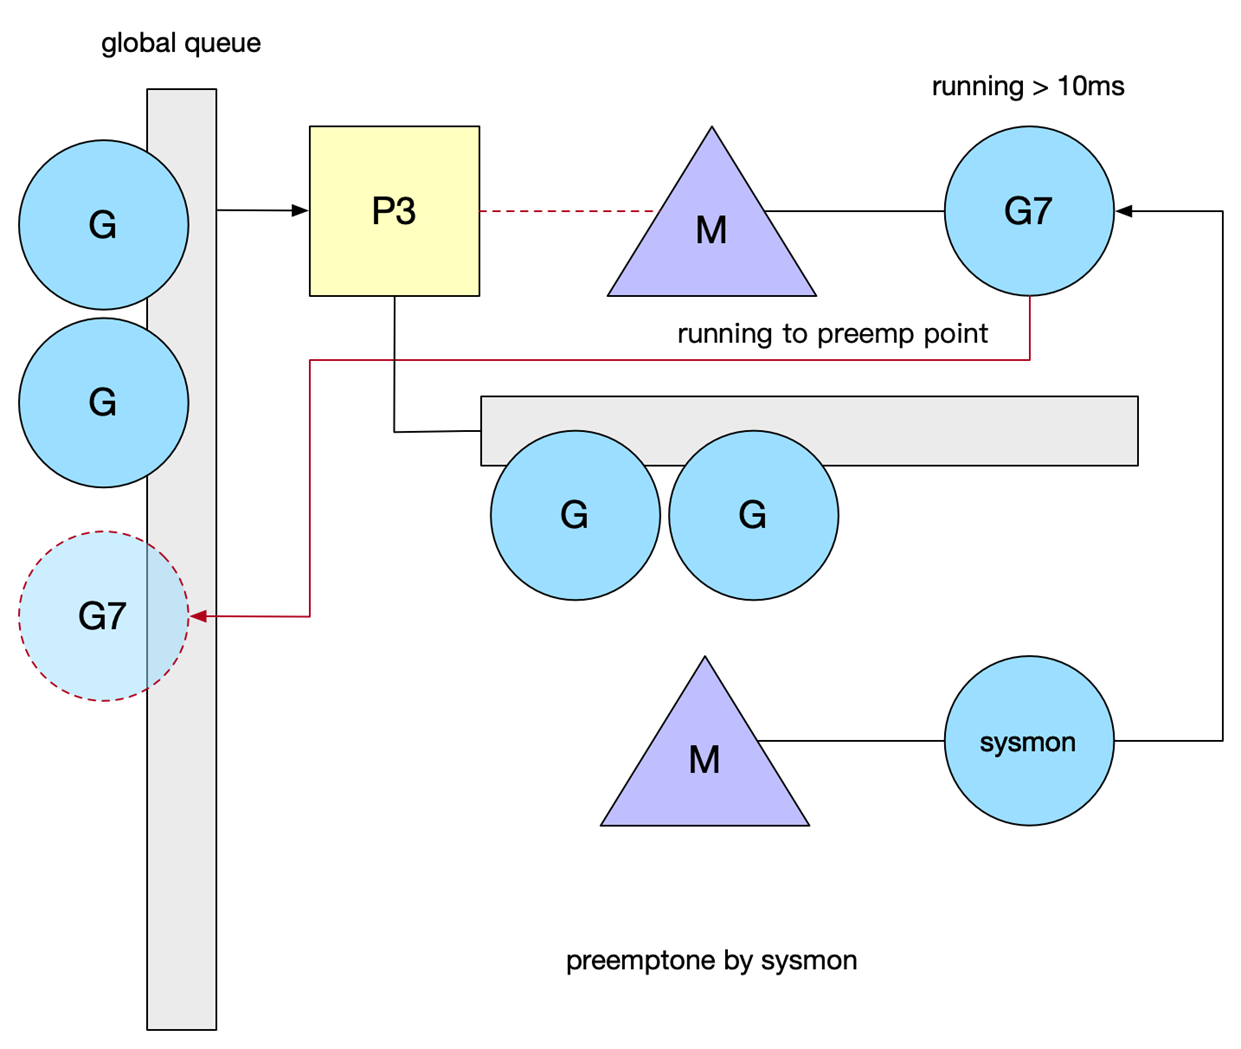 global queue
running > 10ms
G
P3
M
G7
running to preemp point
G
G
G
G7
M
sysmon
preemptone by sysmon